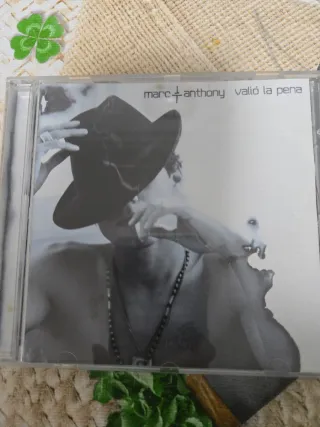 marc anthony valió la pena